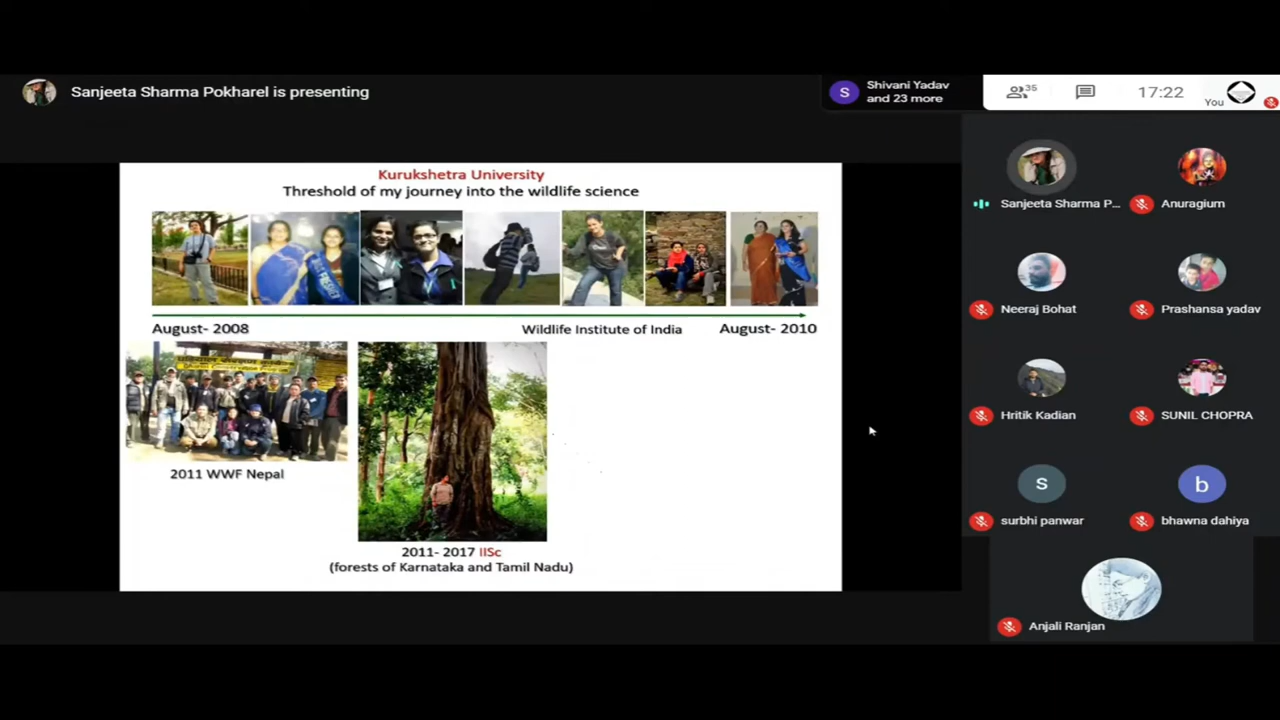 Sanjeeta Sharma Pokharel is presenting
Shivani Yadav
and 23 more
35
17:22
You
Kurukshetra University
Threshold of my journey into the wildlife science
August- 2008
Wildlife Institute of India
August- 2010
2011 WWF Nepal
2011- 2017 IISc
(forests of Karnataka and Tamil Nadu)
Sanjeeta Sharma P...
Anuragium
Neeraj Bohat
Prashansa yadav
Hritik Kadian
SUNIL CHOPRA
s
surbhi panwar
b
bhawna dahiya
Anjali Ranjan
S